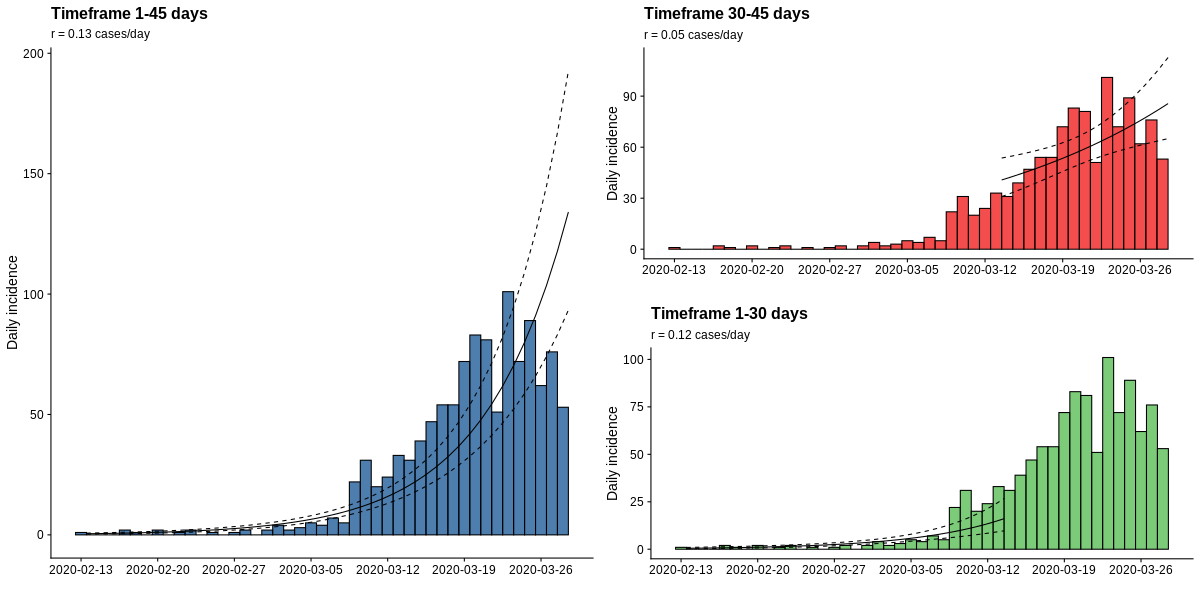 Timeframe 1-45 days
r = 0.13 cases/day
Daily incidence
200
150
100
50
0
2020-02-13 2020-02-20 2020-02-27 2020-03-05 2020-03-12 2020-03-19 2020-03-26
Timeframe 30-45 days
r = 0.05 cases/day
Daily incidence
90
60
30
0
2020-02-13 2020-02-20 2020-02-27 2020-03-05 2020-03-12 2020-03-19 2020-03-26
Timeframe 1-30 days
r = 0.12 cases/day
Daily incidence
100
75
50
25
0
2020-02-13 2020-02-20 2020-02-27 2020-03-05 2020-03-12 2020-03-19 2020-03-26